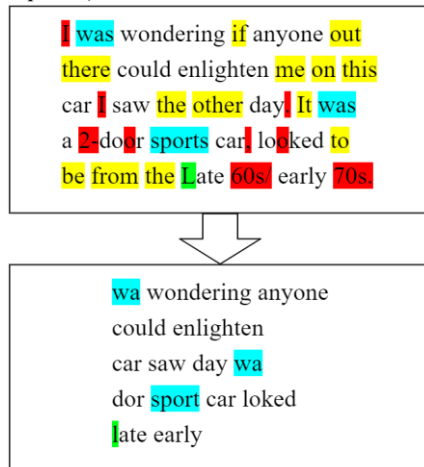 I was wondering if anyone out
there could enlighten me on this
car I saw the other day. It was
a 2-door sports car, looked to
be from the Late 60s/ early 70s.
wa wondering anyone
could enlighten
car saw day wa
dor sport car loked
late early